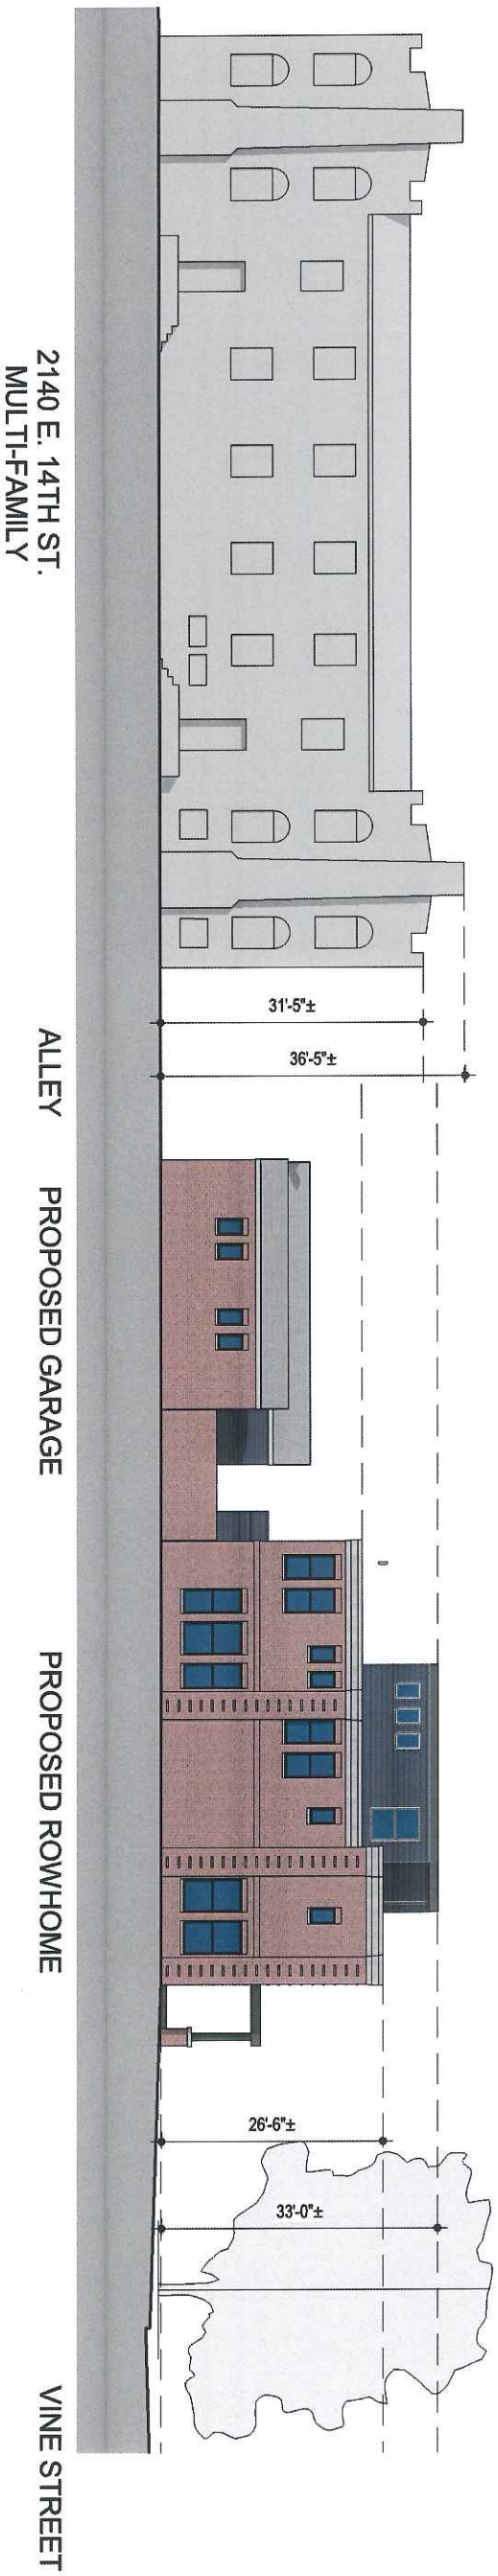 31'-5"±
36'-5"±
26'-6"±
33'-0"±
2140 E. 14TH ST.
MULTI-FAMILY
ALLEY
PROPOSED GARAGE
PROPOSED ROWHOME
VINE STREET